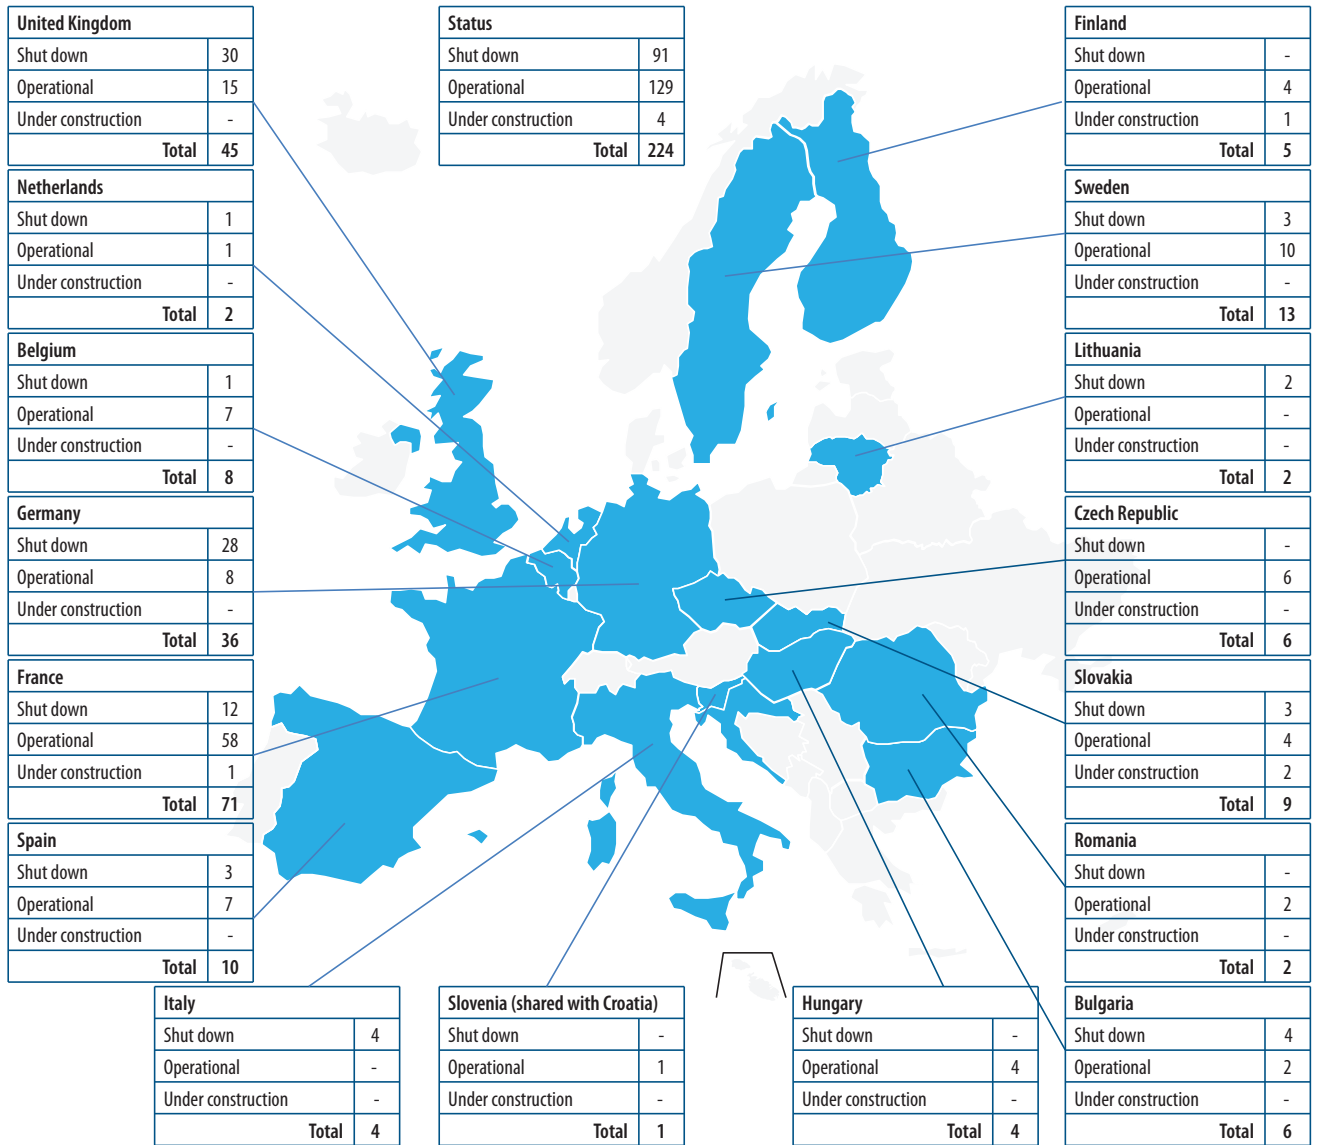 United Kingdom
Shut down 30
Operational 15
Under construction -
Total 45
Netherlands
Shut down 1
Operational 1
Under construction -
Total 2
Belgium
Shut down 1
Operational 7
Under construction -
Total 8
Germany
Shut down 28
Operational 8
Under construction -
Total 36
France
Shut down 12
Operational 58
Under construction 1
Total 71
Spain
Shut down 3
Operational 7
Under construction -
Total 10
Status
Shut down 91
Operational 129
Under construction 4
Total 224
Finland
Shut down -
Operational 4
Under construction 1
Total 5
Sweden
Shut down 3
Operational 10
Under construction -
Total 13
Lithuania
Shut down 2
Operational -
Under construction -
Total 2
Czech Republic
Shut down -
Operational 6
Under construction -
Total 6
Slovakia
Shut down 3
Operational 4
Under construction 2
Total 9
Romania
Shut down -
Operational 2
Under construction -
Total 2
Italy
Shut down 4
Operational -
Under construction -
Total 4
Slovenia (shared with Croatia)
Shut down -
Operational 1
Under construction -
Total 1
Hungary
Shut down -
Operational 4
Under construction -
Total 4
Bulgaria
Shut down 4
Operational 2
Under construction -
Total 6